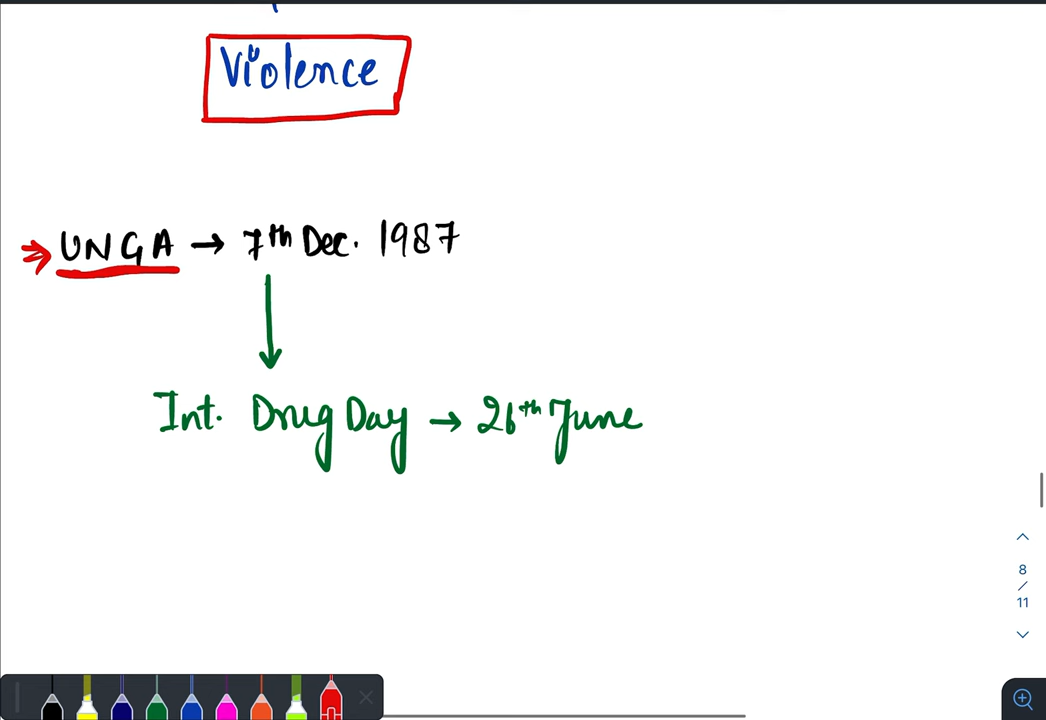 Violence
⇒ UNGA → 7th Dec. 1987
Int. Drug Day → 26th June
8
/
11